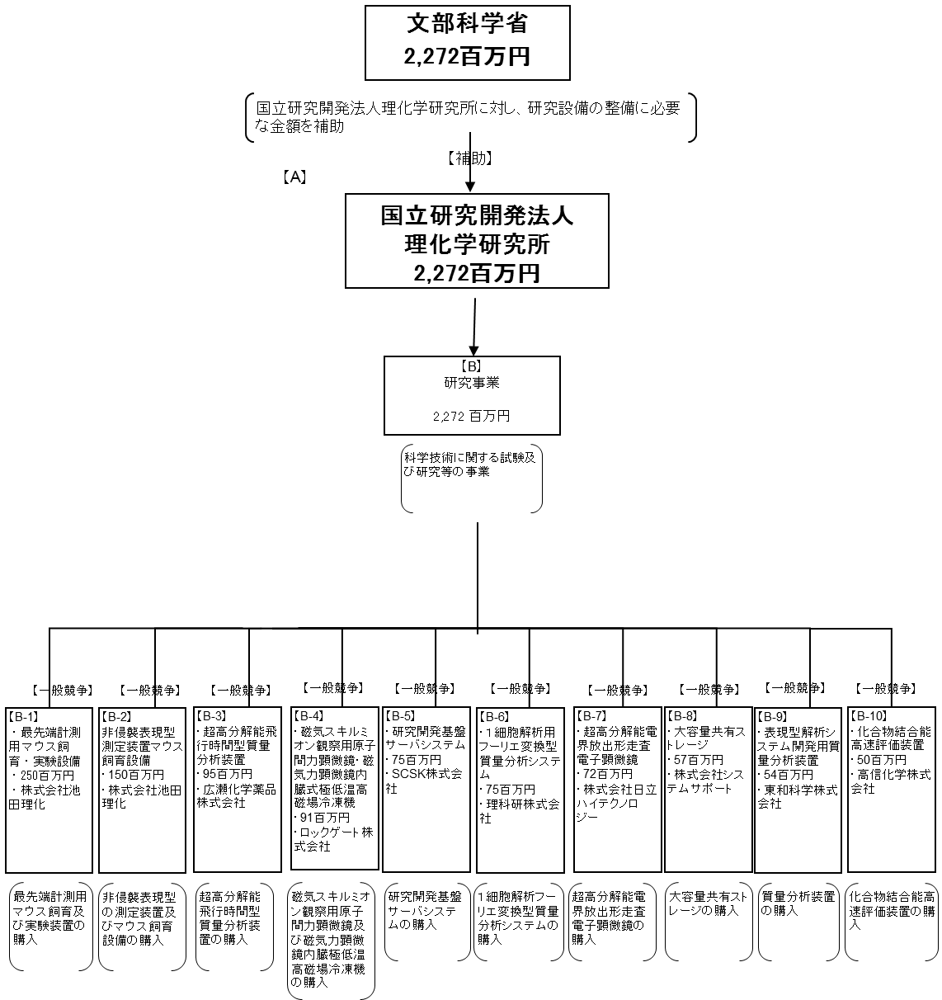 文部科学省
2,272百万円
国立研究開発法人理化学研究所に対し、研究設備の整備に必要
な金額を補助
【補助】
【A】
国立研究開発法人
理化学研究所
2,272百万円
【B】
研究事業
2,272 百万円
科学技術に関する試験及
び研究等の事業
【一般競争】
【一般競争】
【一般競争】
【一般競争】
【一般競争】
【一般競争】
【一般競争】
【一般競争】
【一般競争】
【一般競争】
【B-1】
・最先端計測
用マウス飼
育・実験設備
・250百万円
・株式会社池
田理化
【B-2】
非侵襲表現型
測定装置マウス
飼育設備
・150百万円
・株式会社池田
理化
【B-3】
・超高分解能飛
行時間型質量
分析装置
・95百万円
・広瀬化学薬品
株式会社
【B-4】
・磁気スキルミ
オン観察用原子
間力顕微鏡・磁
気力顕微鏡内
臓式極低温高
磁場冷凍機
・91百万円
・ロックゲート株
式会社
【B-5】
・研究開発基盤
サーバシステム
・75百万円
・SCSK株式会
社
【B-6】
・1細胞解析用
フーリエ変換型
質量分析システ
ム
・75百万円
・理科研株式会
社
【B-7】
・超高分解能電
界放出形走査
電子顕微鏡
・72百万円
・株式会社日立
ハイテクノロ
ジー
【B-8】
・大容量共有ス
トレージ
・57百万円
・株式会社シス
テムサポート
【B-9】
・表現型解析シ
ステム開発用質
量分析装置
・54百万円
・東和科学株式
会社
【B-10】
・化合物結合能
高速評価装置
・50百万円
・高信化学株式
会社
最先端計測用
マウス飼育及
び実験装置の
購入
非侵襲表現型
の測定装置及
びマウス飼育
設備の購入
超高分解能
飛行時間型
質量分析装
置の購入
磁気スキルミオ
ン観察用原子
間力顕微鏡及
び磁気力顕微
鏡内臓極低温
高磁場冷凍機
の購入
研究開発基盤
サーバシステ
ムの購入
1細胞解析フー
リエ変換型質量
分析システムの
購入
超高分解能電
界放出形走査
電子顕微鏡の
購入
大容量共有スト
レージの購入
質量分析装置
の購入
化合物結合能高
速評価装置の購
入